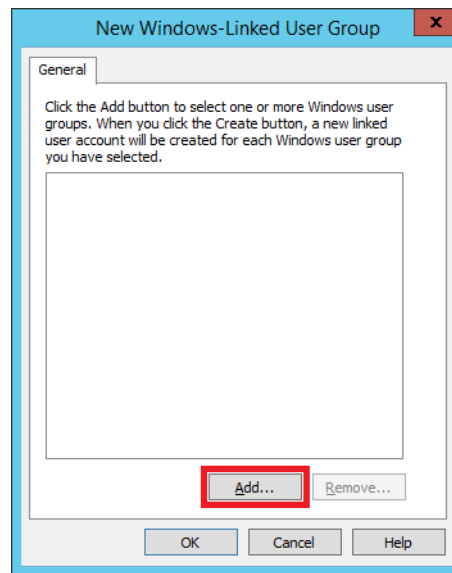 New Windows-Linked User Group
x
General
Click the Add button to select one or more Windows user
groups. When you click the Create button, a new linked
user account will be created for each Windows user group
you have selected.
Add...
Remove...
OK
Cancel
Help